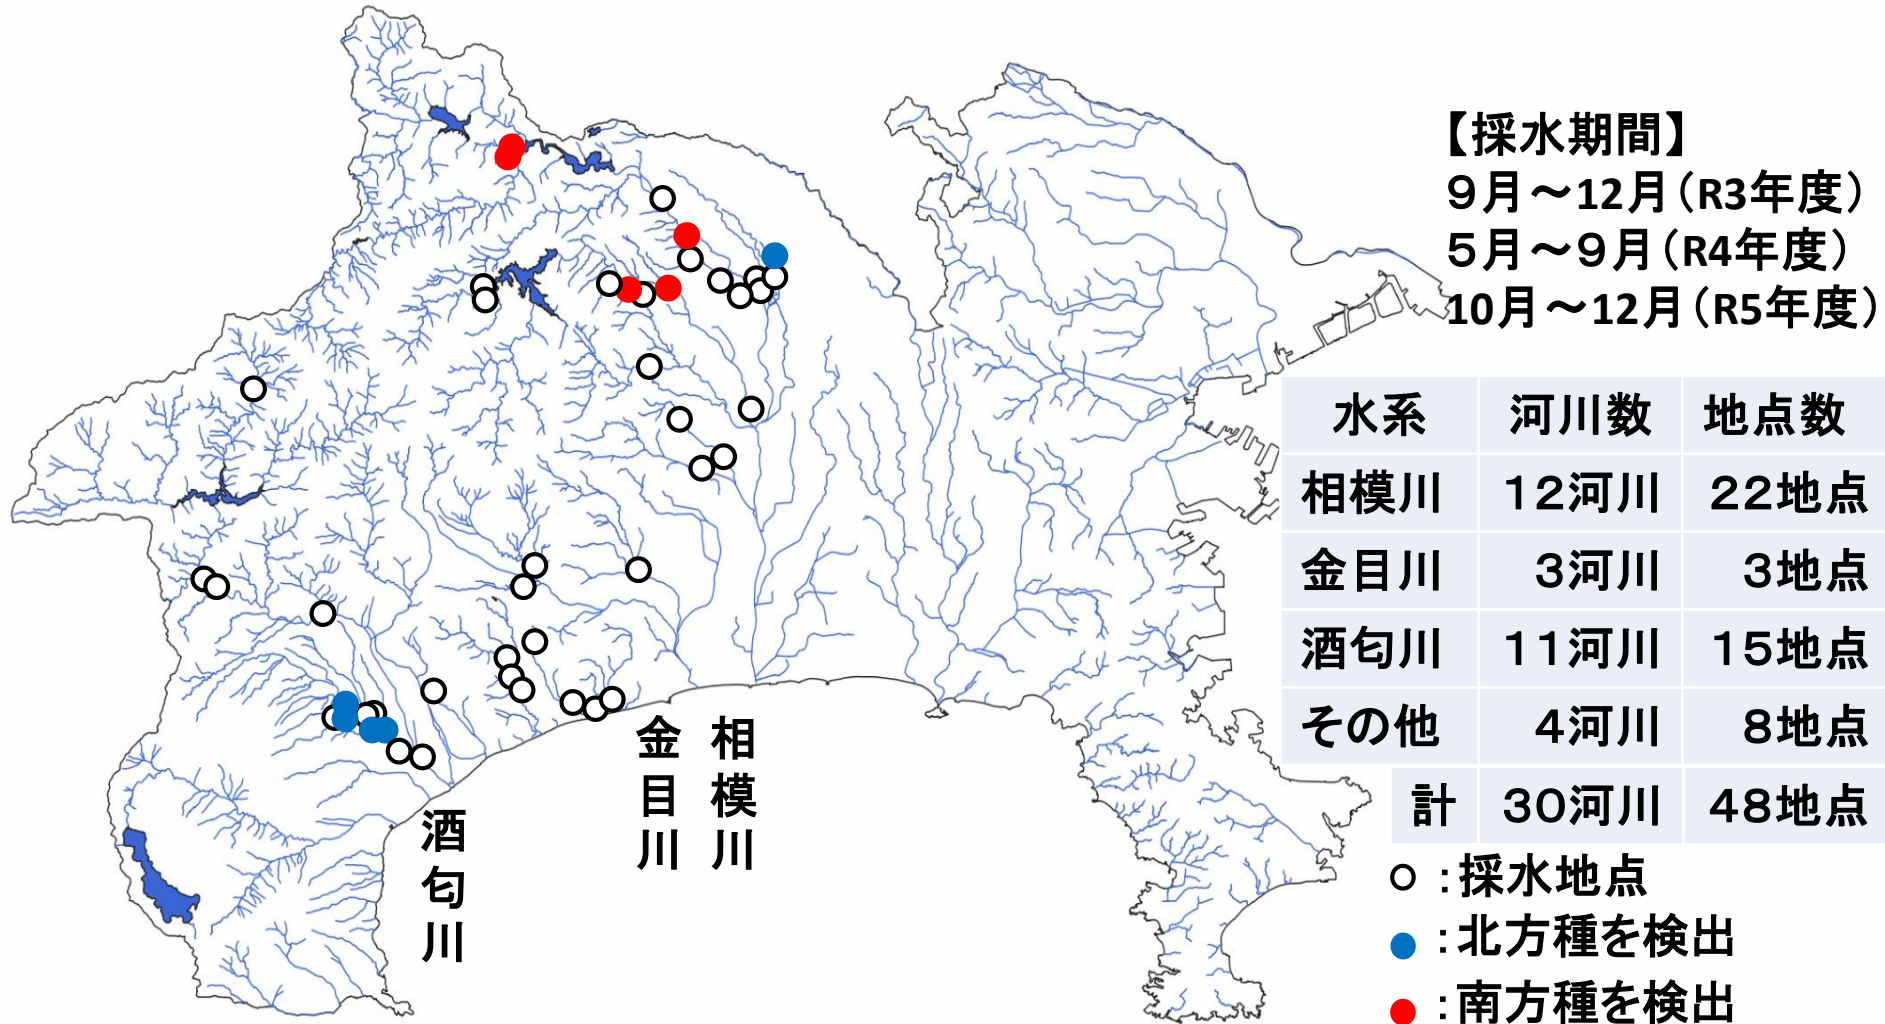 【採水期間】
９月～12月（R3年度）
５月～９月（R4年度）
10月～12月（R5年度）
水系 河川数 地点数
相模川 １２河川 ２２地点
金目川 ３河川 ３地点
酒匂川 １１河川 １５地点
その他 ４河川 ８地点
計 ３０河川 ４８地点
○：採水地点
●：北方種を検出
●：南方種を検出
酒匂川
金目川
相模川